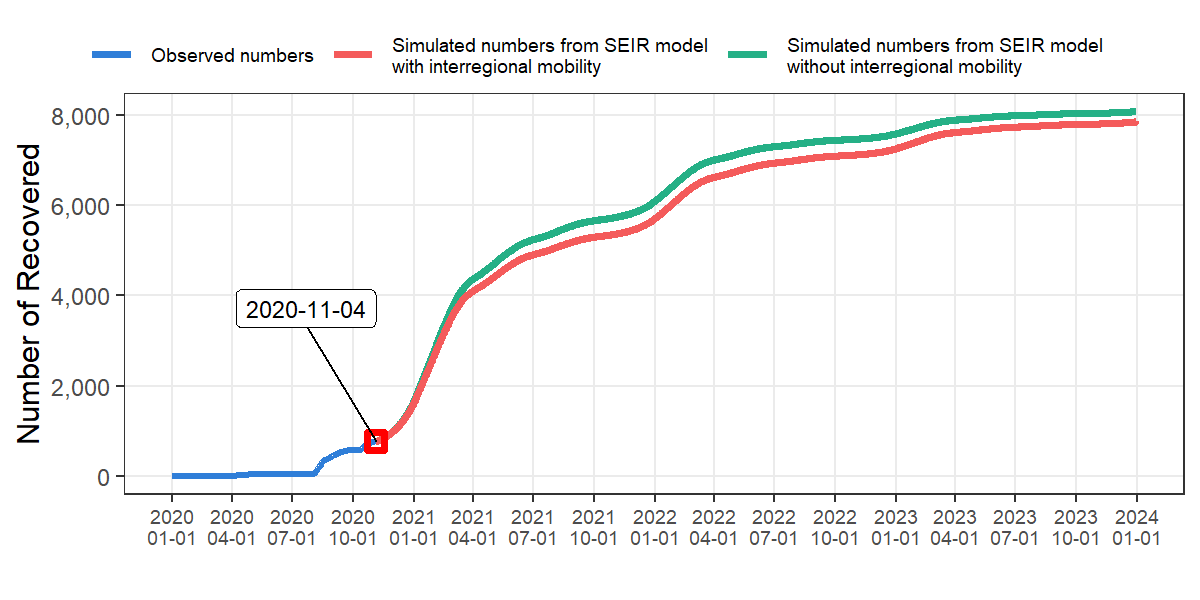 Observed numbers
Simulated numbers from SEIR model
with interregional mobility
Simulated numbers from SEIR model
without interregional mobility
Number of Recovered
8,000
6,000
4,000
2,000
0
2020-11-04
2020 2020 2020 2020 2021 2021 2021 2021 2022 2022 2022 2022 2023 2023 2023 2023 2024
01-01 04-01 07-01 10-01 01-01 04-01 07-01 10-01 01-01 04-01 07-01 10-01 01-01 04-01 07-01 10-01 01-01